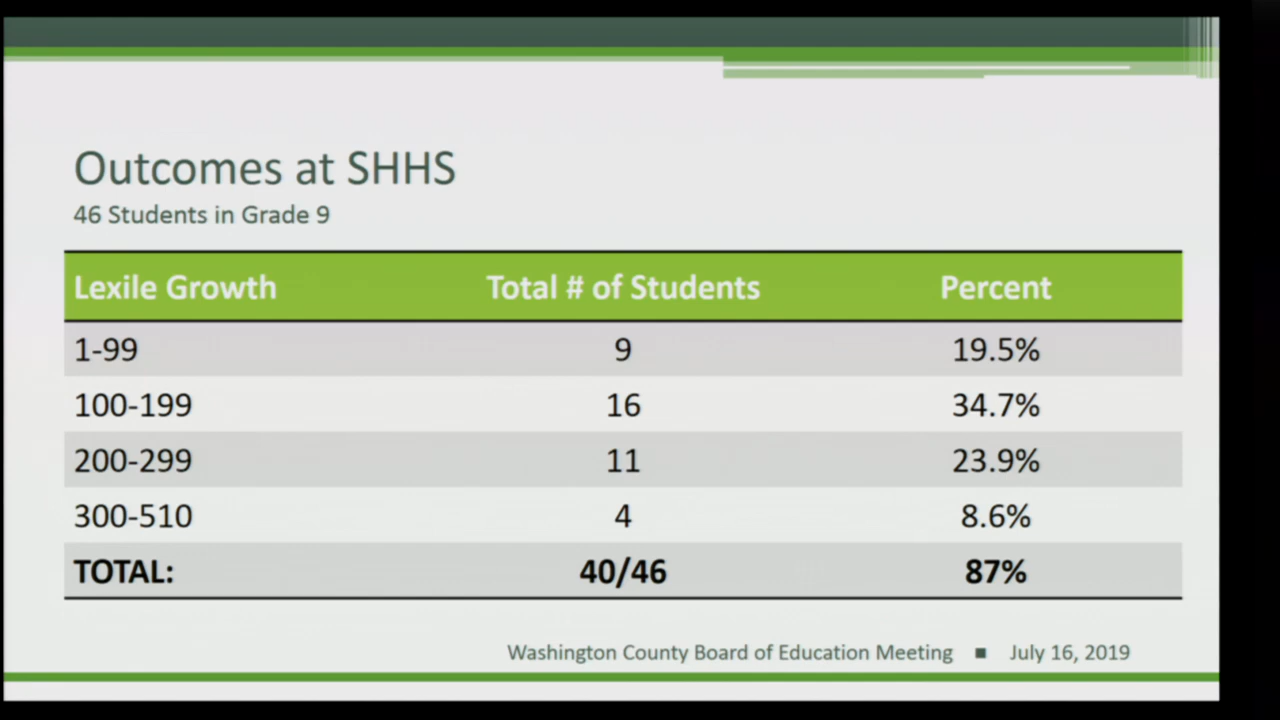 Outcomes at SHHS
46 Students in Grade 9
Lexile Growth Total # of Students Percent
1-99 9 19.5%
100-199 16 34.7%
200-299 11 23.9%
300-510 4 8.6%
TOTAL: 40/46 87%
Washington County Board of Education Meeting ■ July 16, 2019